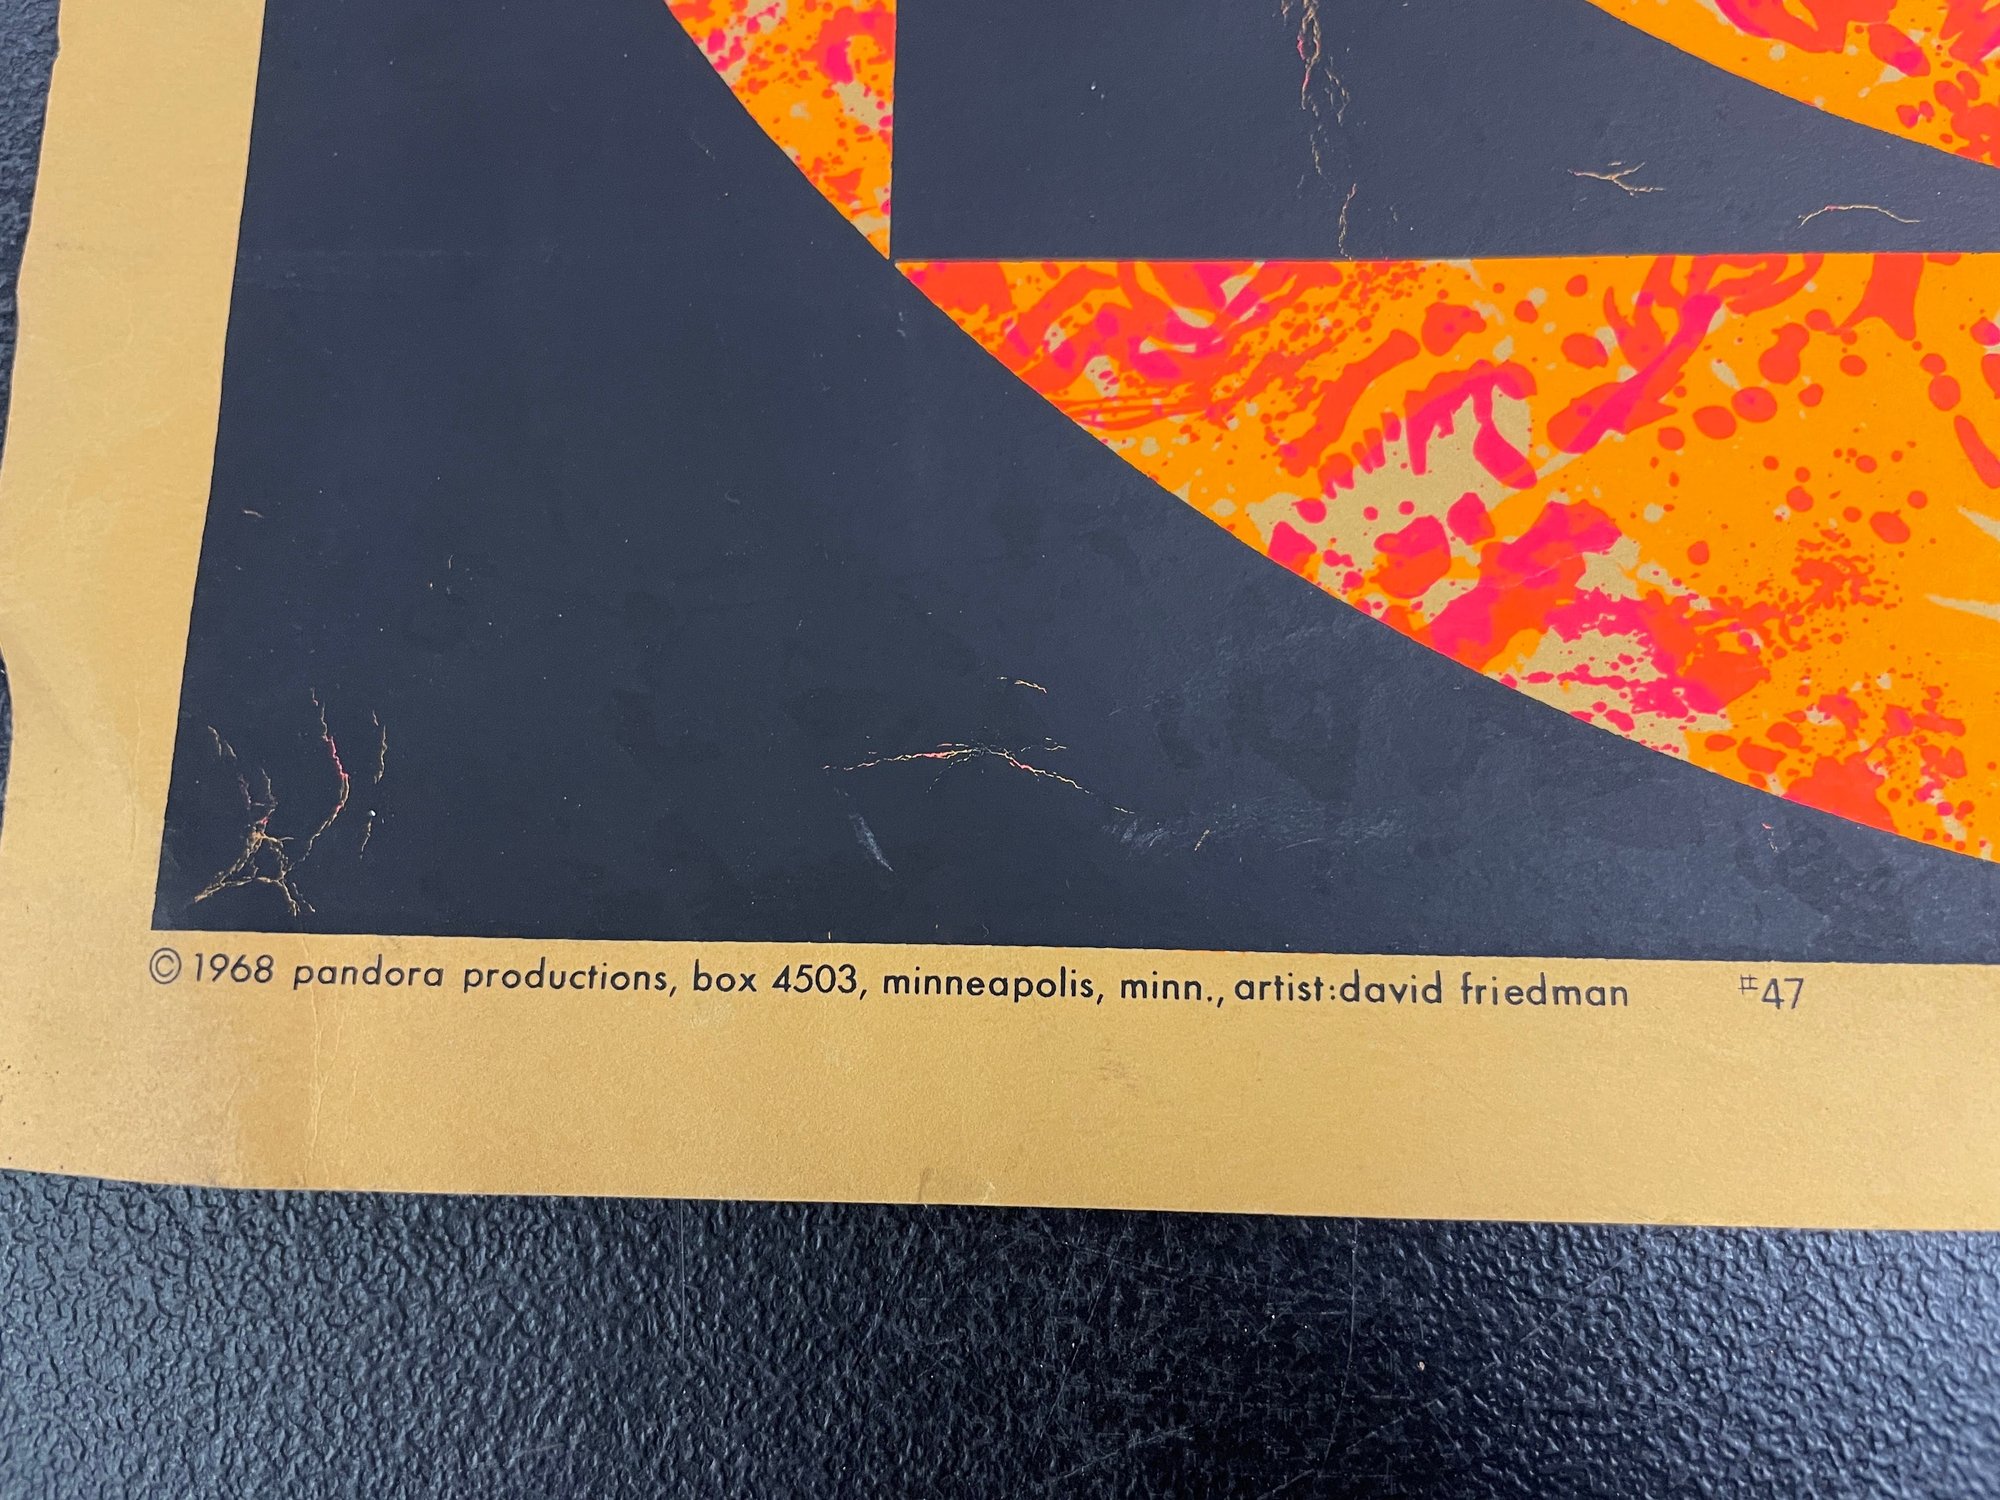 © 1968 pandora productions, box 4503, minneapolis, minn., artist:david friedman #47